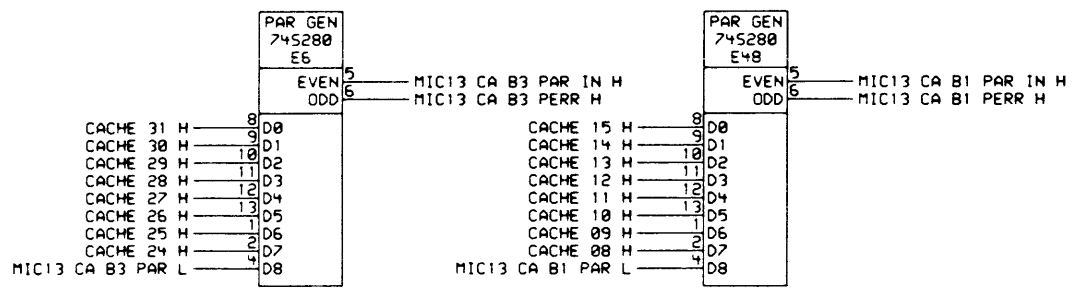 PAR GEN
74S280
E6
EVEN 5 MIC13 CA B3 PAR IN H
ODD 6 MIC13 CA B3 PERR H
CACHE 31 H 8 D0
CACHE 30 H 9 D1
CACHE 29 H 10 D2
CACHE 28 H 11 D3
CACHE 27 H 12 D4
CACHE 26 H 13 D5
CACHE 25 H 1 D6
CACHE 24 H 2 D7
MIC13 CA B3 PAR L 4 D8
PAR GEN
74S280
E48
EVEN 5 MIC13 CA B1 PAR IN H
ODD 6 MIC13 CA B1 PERR H
CACHE 15 H 8 D0
CACHE 14 H 9 D1
CACHE 13 H 10 D2
CACHE 12 H 11 D3
CACHE 11 H 12 D4
CACHE 10 H 13 D5
CACHE 09 H 1 D6
CACHE 08 H 2 D7
MIC13 CA B1 PAR L 4 D8